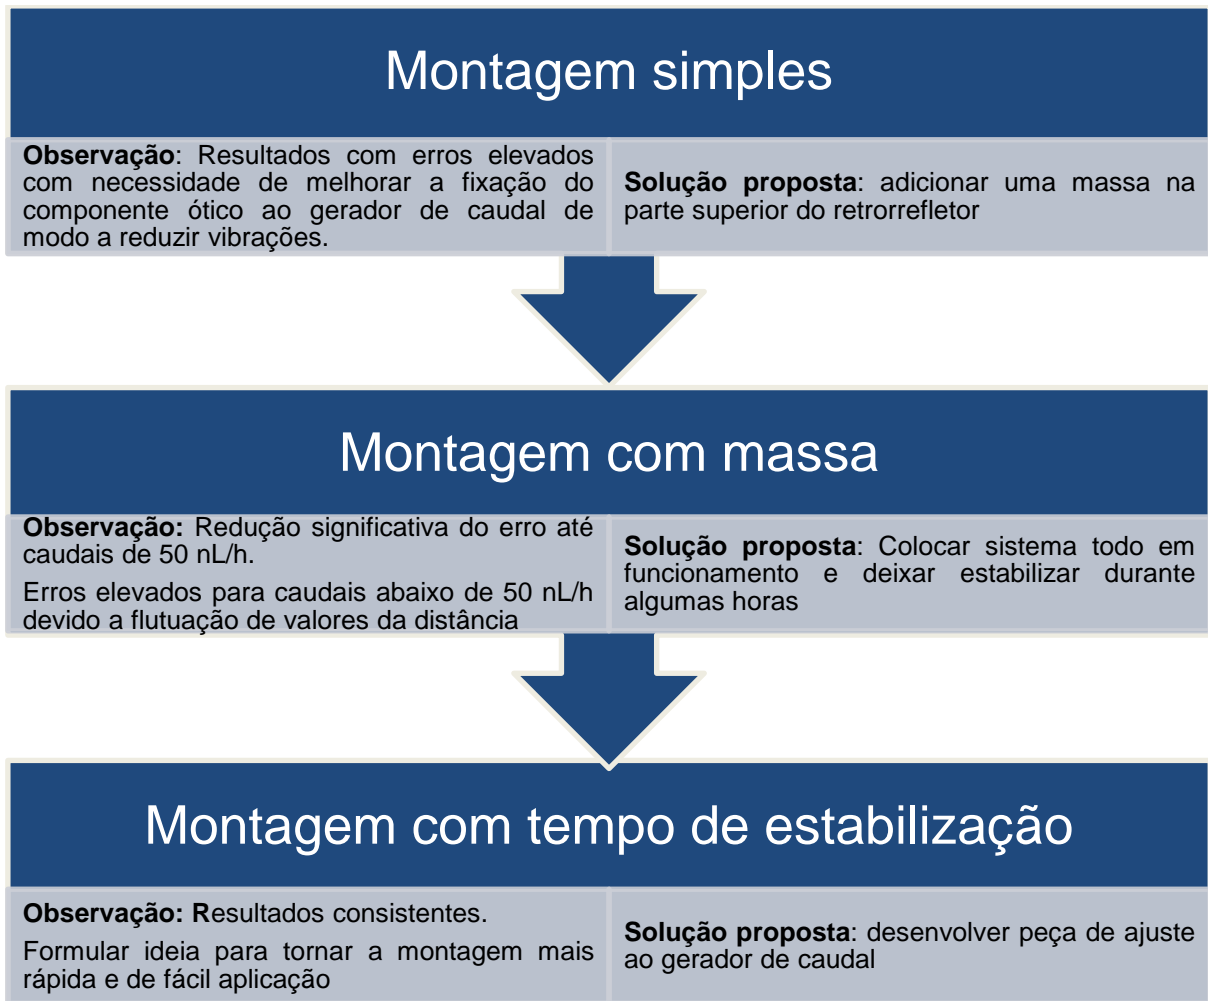 Montagem simples
Observação: Resultados com erros elevados
com necessidade de melhorar a fixação do
componente ótico ao gerador de caudal de
modo a reduzir vibrações.
Solução proposta: adicionar uma massa na
parte superior do retrorrefletor
Montagem com massa
Observação: Redução significativa do erro até
caudais de 50 nL/h.
Erros elevados para caudais abaixo de 50 nL/h
devido a flutuação de valores da distância
Solução proposta: Colocar sistema todo em
funcionamento e deixar estabilizar durante
algumas horas
Montagem com tempo de estabilização
Observação: Resultados consistentes.
Formular ideia para tornar a montagem mais
rápida e de fácil aplicação
Solução proposta: desenvolver peça de ajuste
ao gerador de caudal